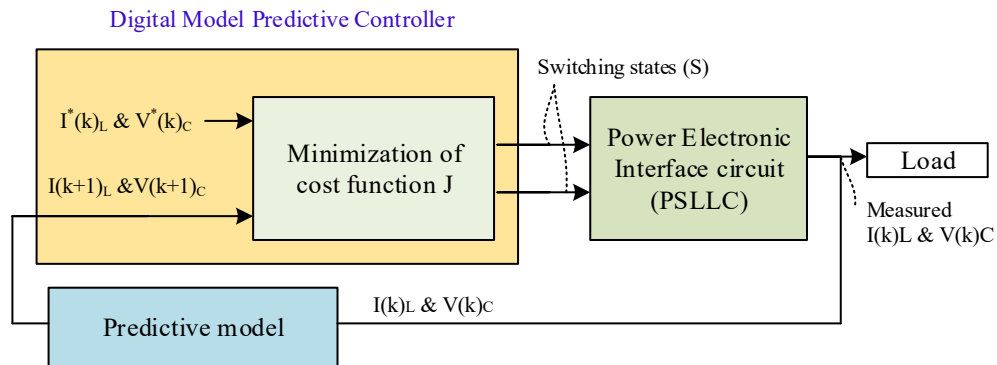 Digital Model Predictive Controller
Switching states (S)
I*(k)L & V*(k)C
I(k+1)L &V(k+1)C
Minimization of
cost function J
Power Electronic
Interface circuit
(PSLLC)
Load
Measured
I(k)L & V(k)C
I(k)L & V(k)C
Predictive model